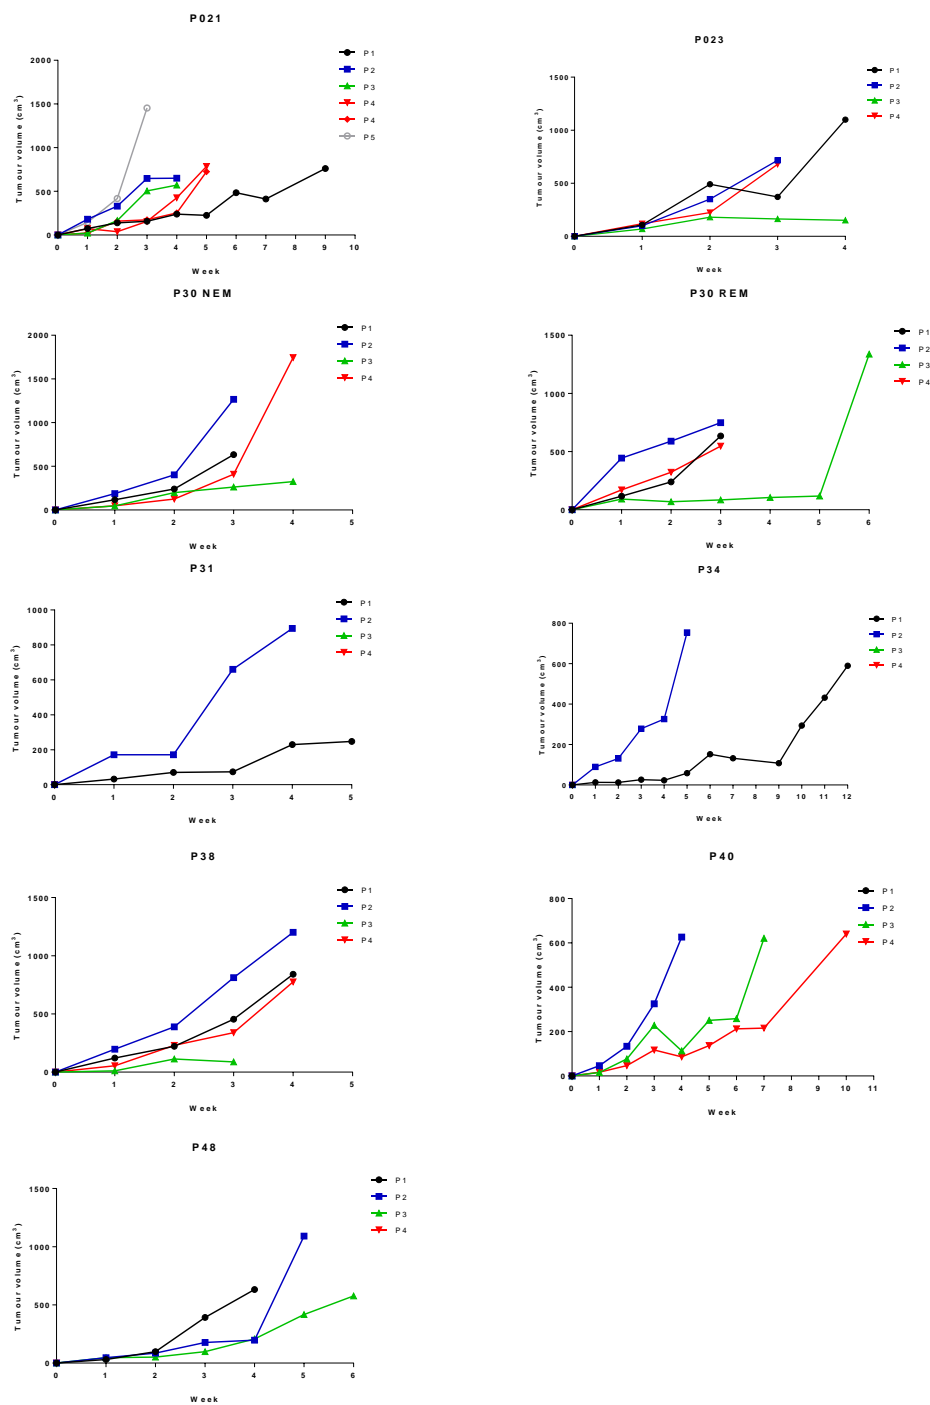 P021
Tumour volume (cm³)
2000
1500
1000
500
0
0 1 2 3 4 5 6 7 8 9 10
Week
P1
P2
P3
P4
P4
P5
P023
Tumour volume (cm³)
1500
1000
500
0
0 1 2 3 4
Week
P1
P2
P3
P4
P30 NEM
Tumour volume (cm³)
2000
1500
1000
500
0
0 1 2 3 4 5
Week
P1
P2
P3
P4
P30 REM
Tumour volume (cm³)
1500
1000
500
0
0 1 2 3 4 5 6
Week
P1
P2
P3
P4
P31
Tumour volume (cm³)
1000
800
600
400
200
0
0 1 2 3 4 5
Week
P1
P2
P3
P4
P34
Tumour volume (cm³)
800
600
400
200
0
0 1 2 3 4 5 6 7 8 9 10 11 12
Week
P1
P2
P3
P4
P38
Tumour volume (cm³)
1500
1000
500
0
0 1 2 3 4 5
Week
P1
P2
P3
P4
P40
Tumour volume (cm³)
800
600
400
200
0
0 1 2 3 4 5 6 7 8 9 10 11
Week
P1
P2
P3
P4
P48
Tumour volume (cm³)
1500
1000
500
0
0 1 2 3 4 5 6
Week
P1
P2
P3
P4